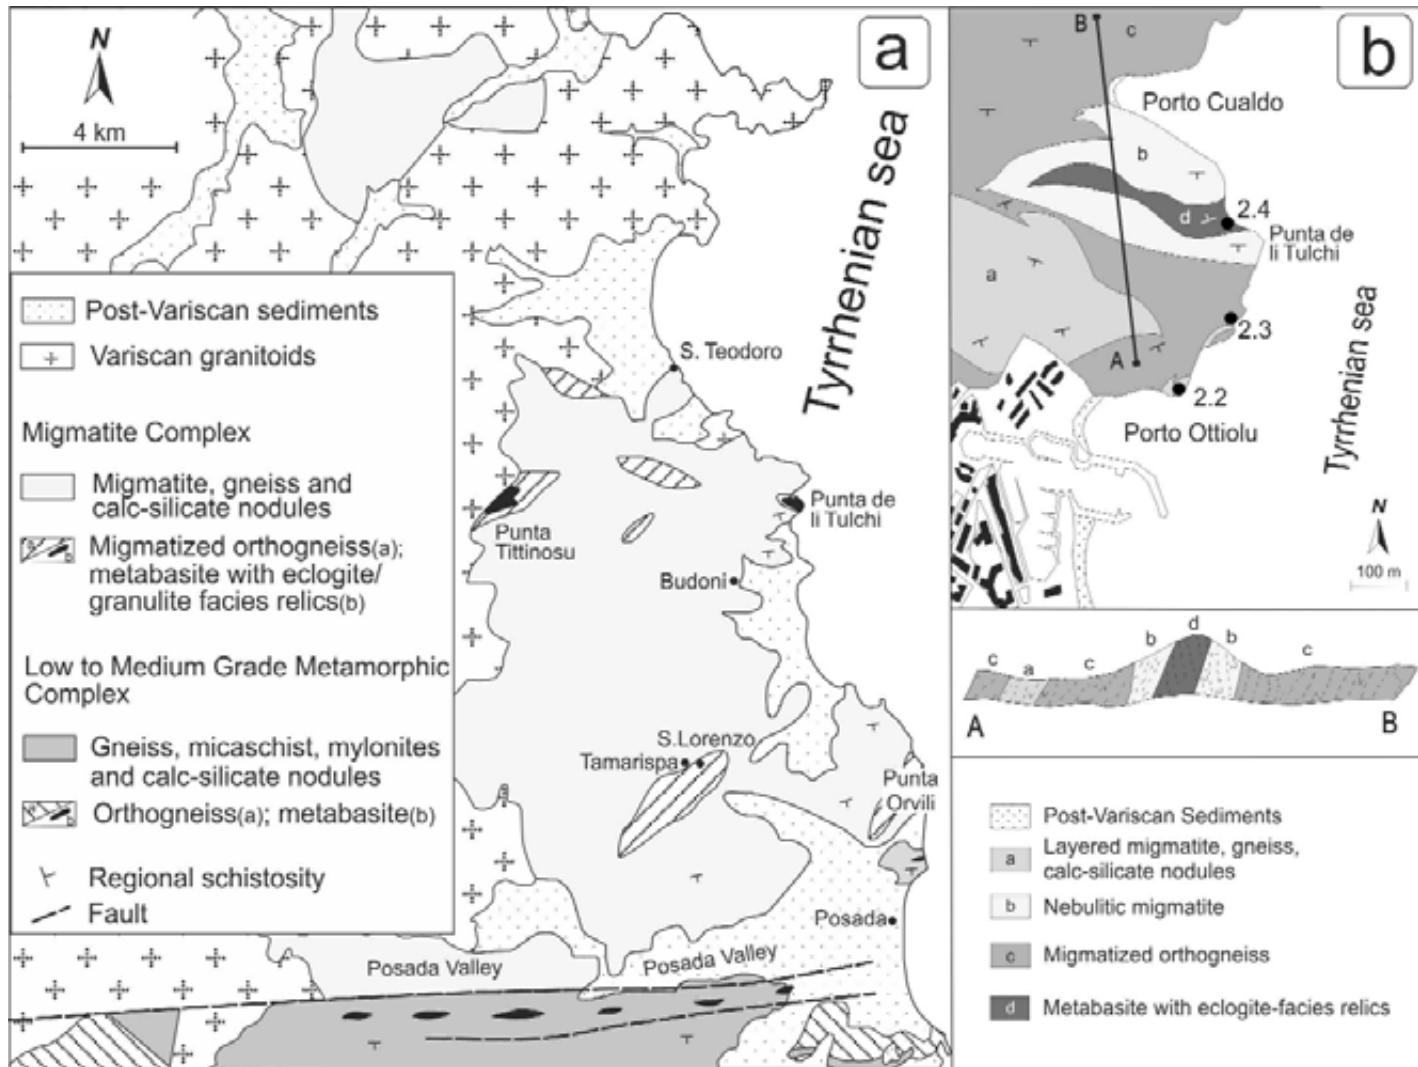 N
4 km
a
Tyrrhenian sea
S. Teodoro
Punta
Tittinosu
Punta de
li Tulchi
Budoni
S.Lorenzo
Tamarispa
Punta
Orvili
Posada
Posada Valley
Posada Valley
Post-Variscan sediments
Variscan granitoids
Migmatite Complex
Migmatite, gneiss and
calc-silicate nodules
Migmatized orthogneiss(a);
metabasite with eclogite/
granulite facies relics(b)
Low to Medium Grade Metamorphic
Complex
Gneiss, micaschist, mylonites
and calc-silicate nodules
Orthogneiss(a); metabasite(b)
Regional schistosity
Fault
b
B
c
Porto Cualdo
b
d
2.4
Punta de
li Tulchi
a
2.3
A
2.2
Porto Ottiolu
Tyrrhenian sea
N
100 m
c
a
c
b
d
b
c
A
B
Post-Variscan Sediments
a
Layered migmatite, gneiss,
calc-silicate nodules
b
Nebulitic migmatite
c
Migmatized orthogneiss
d
Metabasite with eclogite-facies relics